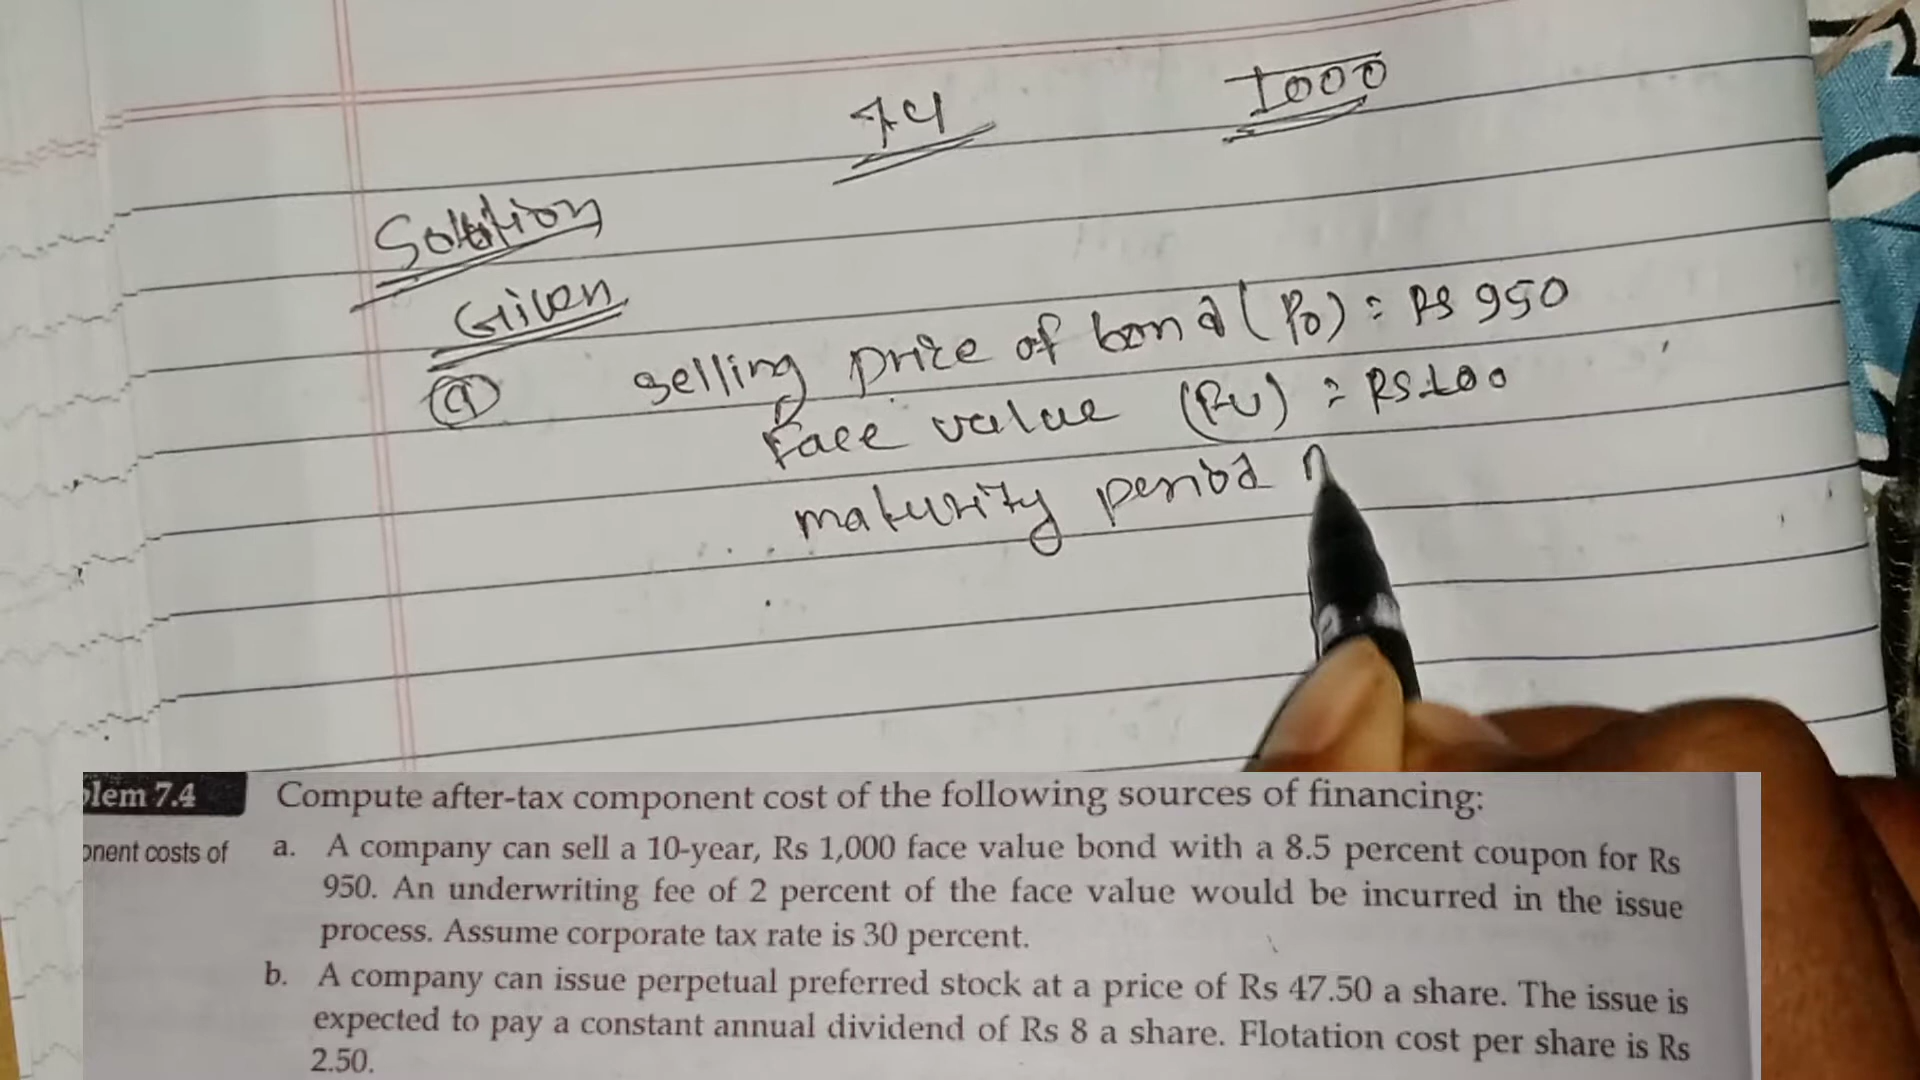 7.4 1000
Solution
Given
(a) selling price of bond (P0) = RS 950
Face value (FV) = RS 100
maturity period n
blem 7.4 Compute after-tax component cost of the following sources of financing:
onent costs of a. A company can sell a 10-year, Rs 1,000 face value bond with a 8.5 percent coupon for Rs
950. An underwriting fee of 2 percent of the face value would be incurred in the issue
process. Assume corporate tax rate is 30 percent.
b. A company can issue perpetual preferred stock at a price of Rs 47.50 a share. The issue is
expected to pay a constant annual dividend of Rs 8 a share. Flotation cost per share is Rs
2.50.